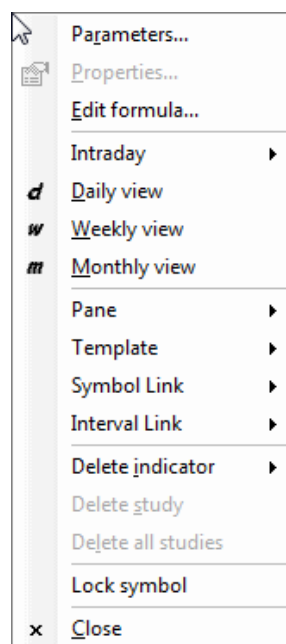 Parameters...
Properties...
Edit formula...
Intraday
d Daily view
w Weekly view
m Monthly view
Pane
Template
Symbol Link
Interval Link
Delete indicator
Delete study
Delete all studies
Lock symbol
Close